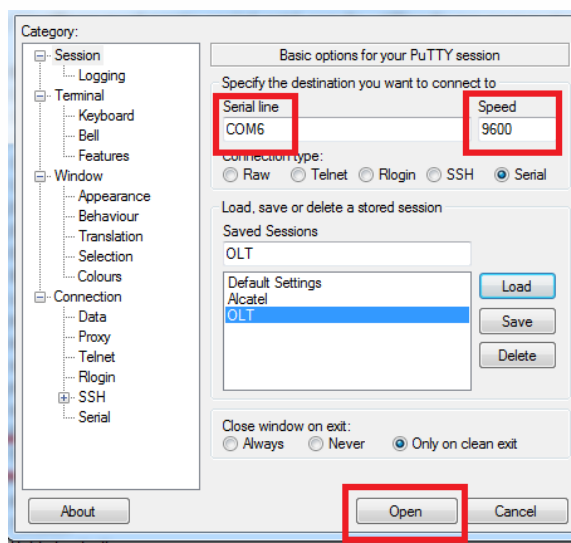 Category:
Session
Logging
Terminal
Keyboard
Bell
Features
Window
Appearance
Behaviour
Translation
Selection
Colours
Connection
Data
Proxy
Telnet
Rlogin
SSH
Serial
Basic options for your PuTTY session
Specify the destination you want to connect to
Serial line Speed
COM6 9600
Connection type:
Raw Telnet Rlogin SSH Serial
Load, save or delete a stored session
Saved Sessions
OLT
Default Settings
Alcatel
OLT
Load
Save
Delete
Close window on exit:
Always Never Only on clean exit
About Open Cancel